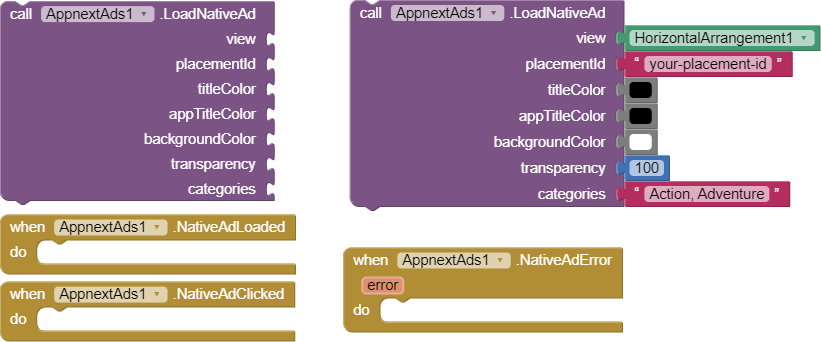 call AppnextAds1 .LoadNativeAd
view
placementId
titleColor
appTitleColor
backgroundColor
transparency
categories
when AppnextAds1 .NativeAdLoaded
do
when AppnextAds1 .NativeAdClicked
do
call AppnextAds1 .LoadNativeAd
view HorizontalArrangement1
placementId “ your-placement-id ”
titleColor
appTitleColor
backgroundColor
transparency 100
categories “ Action, Adventure ”
when AppnextAds1 .NativeAdError
error
do